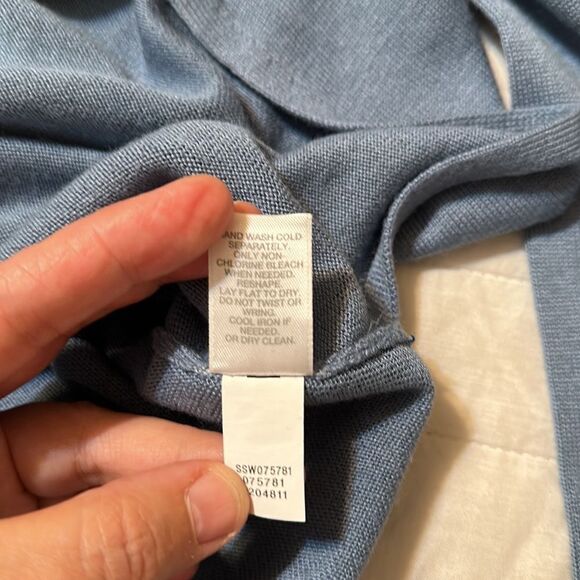 AND WASH COLD
SEPARATELY.
ONLY NON-
CHLORINE BLEACH
WHEN NEEDED.
RESHAPE.
LAY FLAT TO DRY.
DO NOT TWIST OR
WRING.
COOL IRON IF
NEEDED.
OR DRY CLEAN.
SSW075781
075781
204811